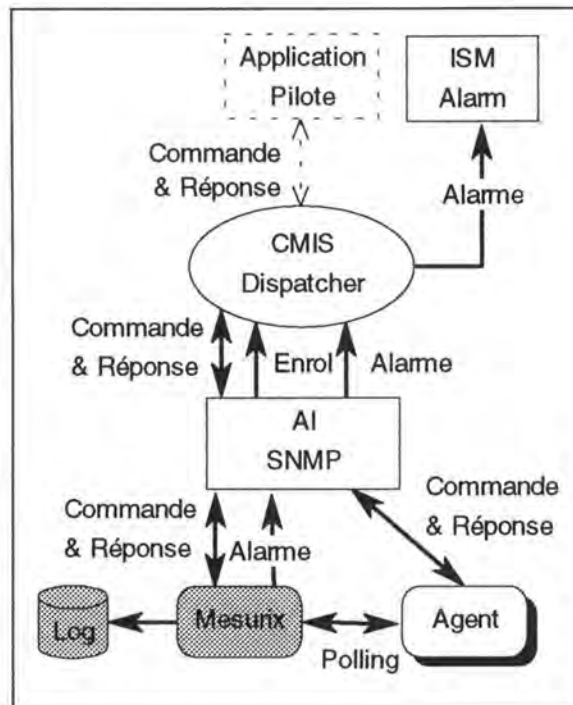 Application
Pilote
ISM
Alarm
Commande
& Réponse
Alarme
CMIS
Dispatcher
Commande
& Réponse
Enrol
Alarme
AI
SNMP
Commande
& Réponse
Alarme
Commande
& Réponse
Log
Mesurix
Agent
Polling